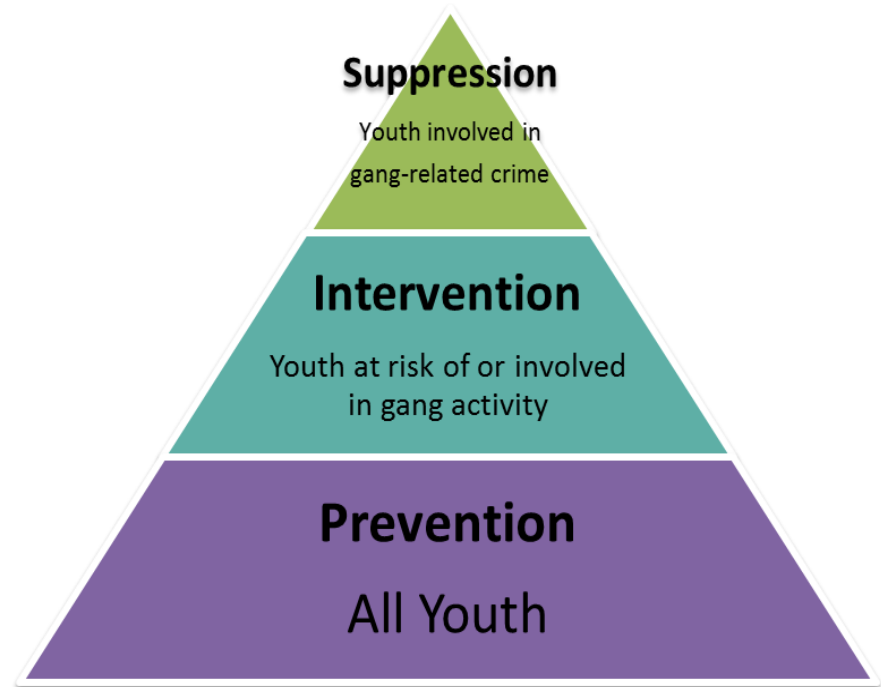 Suppression
Youth involved in
gang-related crime
Intervention
Youth at risk of or involved
in gang activity
Prevention
All Youth